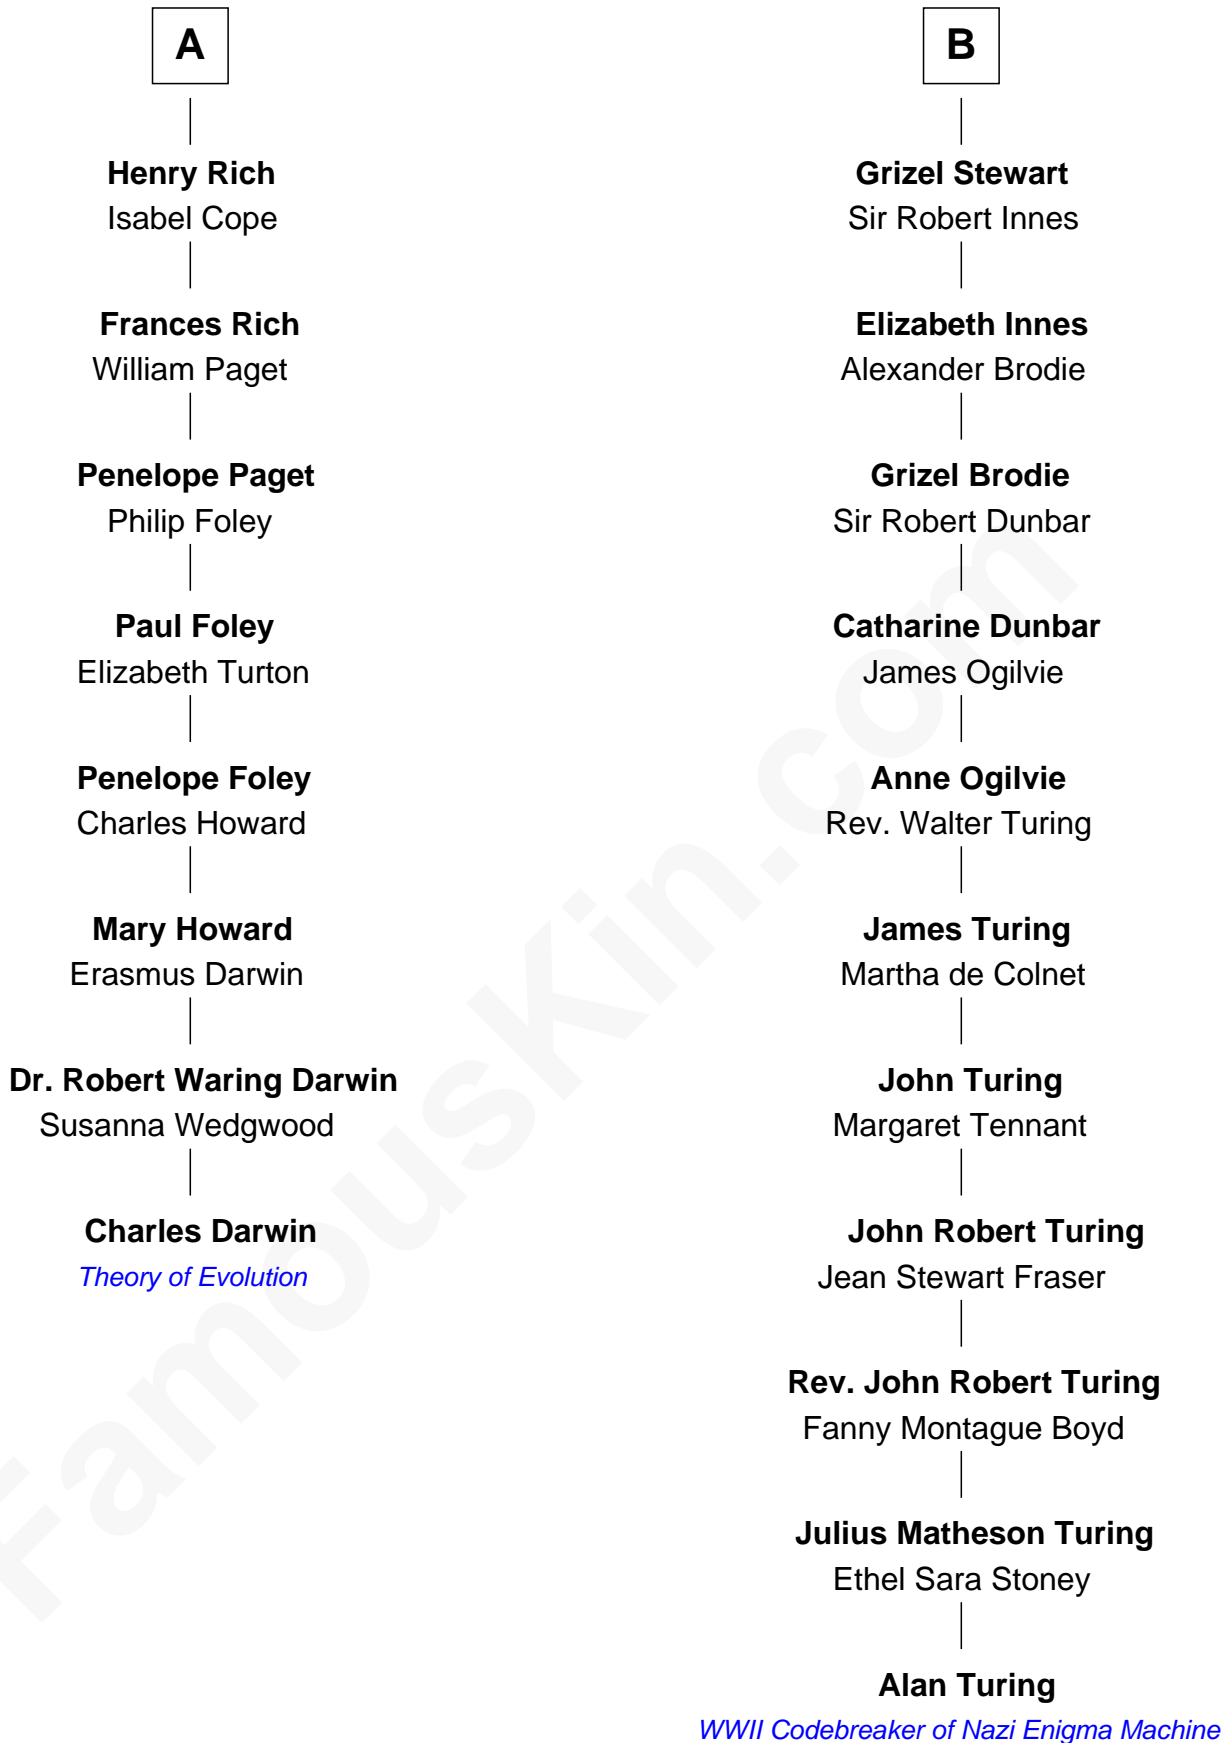 A
Henry Rich
Isabel Cope
Frances Rich
William Paget
Penelope Paget
Philip Foley
Paul Foley
Elizabeth Turton
Penelope Foley
Charles Howard
Mary Howard
Erasmus Darwin
Dr. Robert Waring Darwin
Susanna Wedgwood
Charles Darwin
Theory of Evolution
B
Grizel Stewart
Sir Robert Innes
Elizabeth Innes
Alexander Brodie
Grizel Brodie
Sir Robert Dunbar
Catharine Dunbar
James Ogilvie
Anne Ogilvie
Rev. Walter Turing
James Turing
Martha de Colnet
John Turing
Margaret Tennant
John Robert Turing
Jean Stewart Fraser
Rev. John Robert Turing
Fanny Montague Boyd
Julius Matheson Turing
Ethel Sara Stoney
Alan Turing
WWII Codebreaker of Nazi Enigma Machine
FamousKin.com